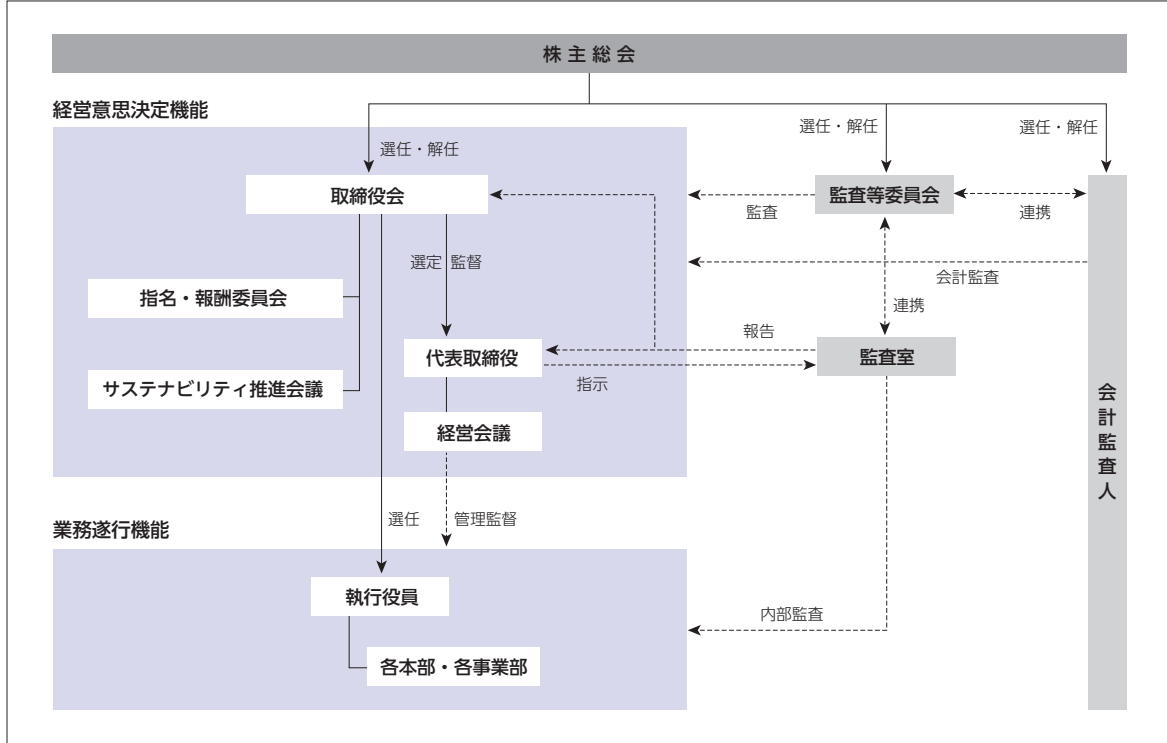 株主総会
経営意思決定機能
選任・解任
選任・解任
選任・解任
取締役会
監査等委員会
監査
連携
選定
監督
会計監査
指名・報酬委員会
連携
報告
代表取締役
監査室
指示
サステナビリティ推進会議
経営会議
会計監査人
選任
管理監督
業務遂行機能
執行役員
内部監査
各本部・各事業部